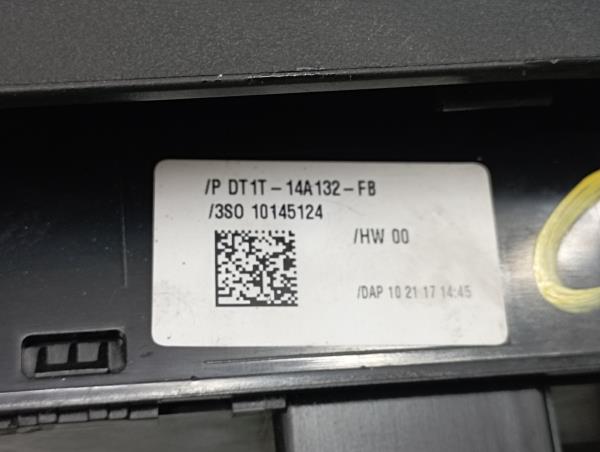 /P DT1T-14A132-FB
/3S0 10145124
/HW 00
/DAP 10 21 17 14:45